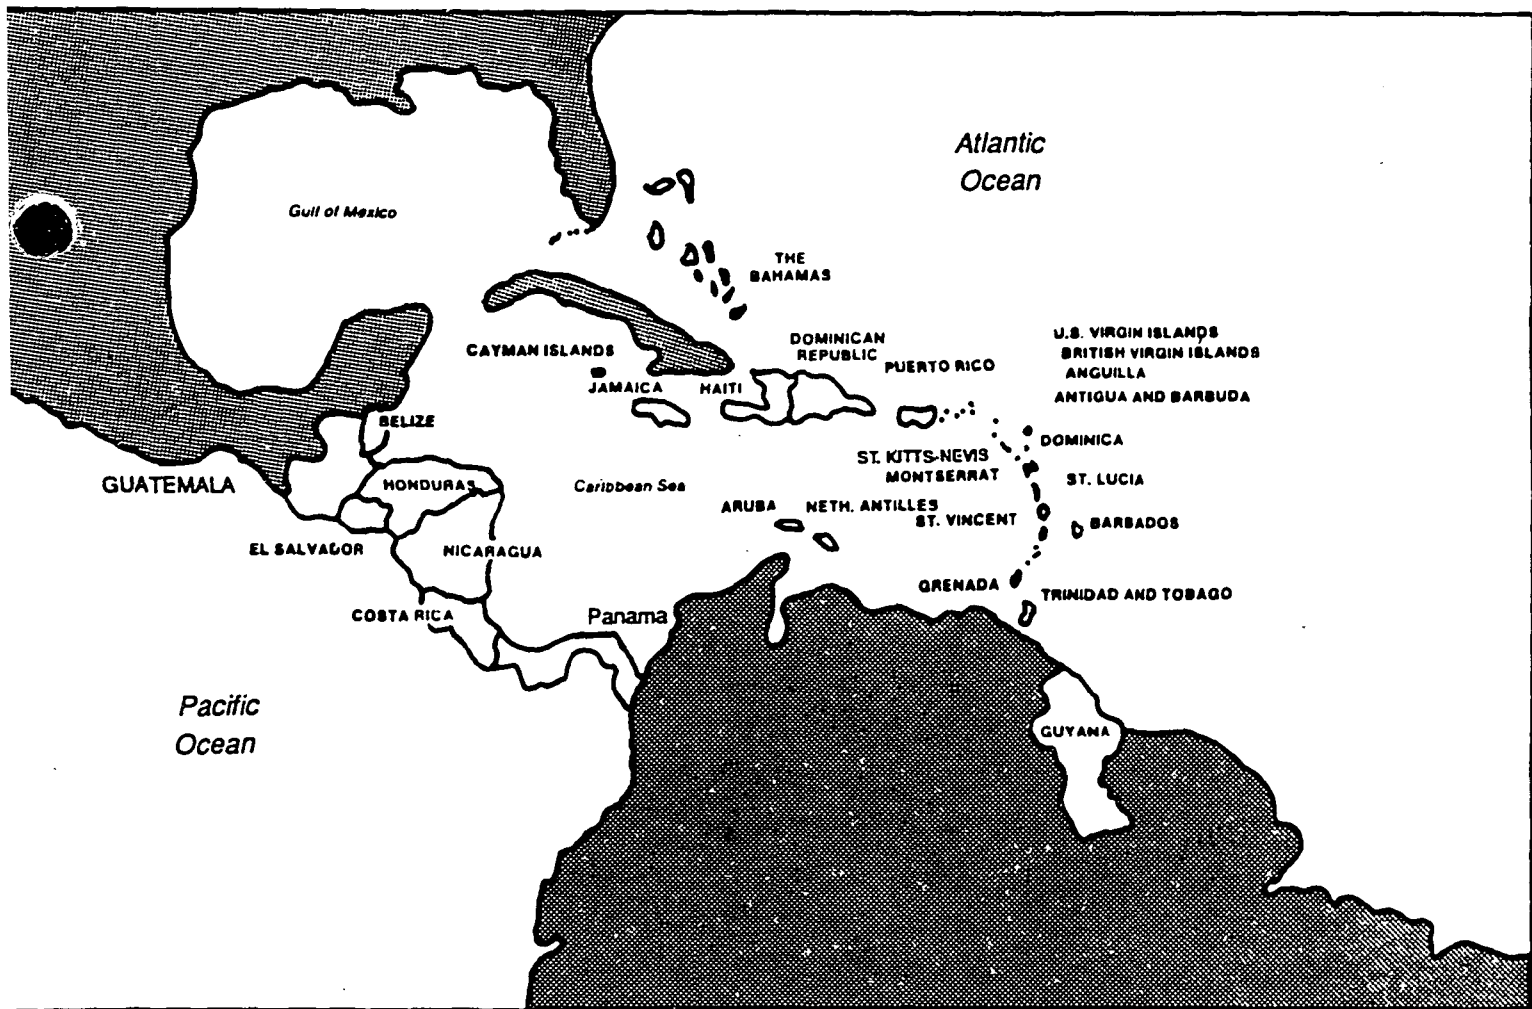 Atlantic
Ocean
Gulf of Mexico
THE
BAHAMAS
U.S. VIRGIN ISLANDS
BRITISH VIRGIN ISLANDS
ANGUILLA
ANTIGUA AND BARBUDA
DOMINICAN
REPUBLIC
PUERTO RICO
CAYMAN ISLANDS
JAMAICA
HAITI
BELIZE
DOMINICA
ST. KITTS-NEVIS
MONTSERRAT
GUATEMALA
HONDURAS
Caribbean Sea
ST. LUCIA
ARUBA
NETH. ANTILLES
ST. VINCENT
BARBADOS
EL SALVADOR
NICARAGUA
GRENADA
TRINIDAD AND TOBAGO
COSTA RICA
Panama
Pacific
Ocean
GUYANA